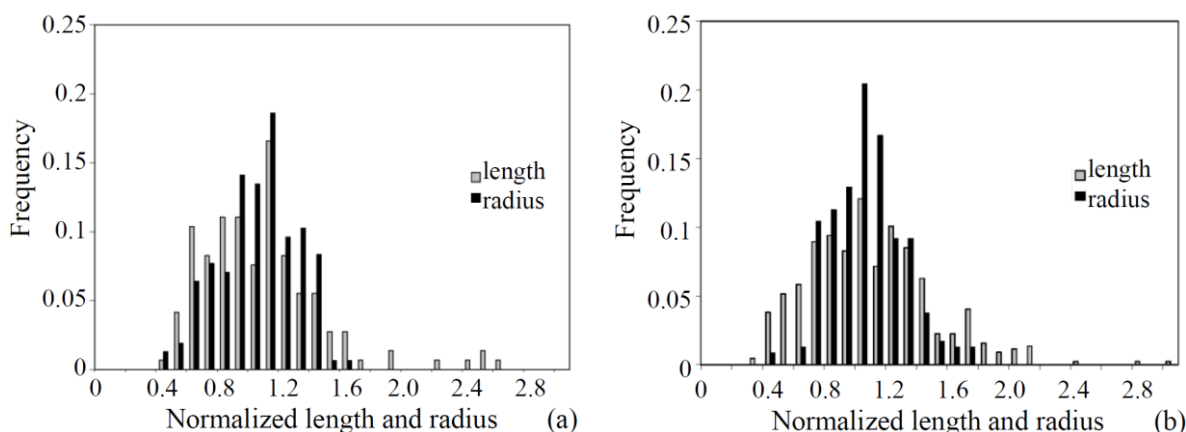 0.25
0.2
0.15
0.1
0.05
0
Frequency
length
radius
0 0.4 0.8 1.2 1.6 2.0 2.4 2.8
Normalized length and radius (a)
0.25
0.2
0.15
0.1
0.05
0
Frequency
length
radius
0 0.4 0.8 1.2 1.6 2.0 2.4 2.8
Normalized length and radius (b)